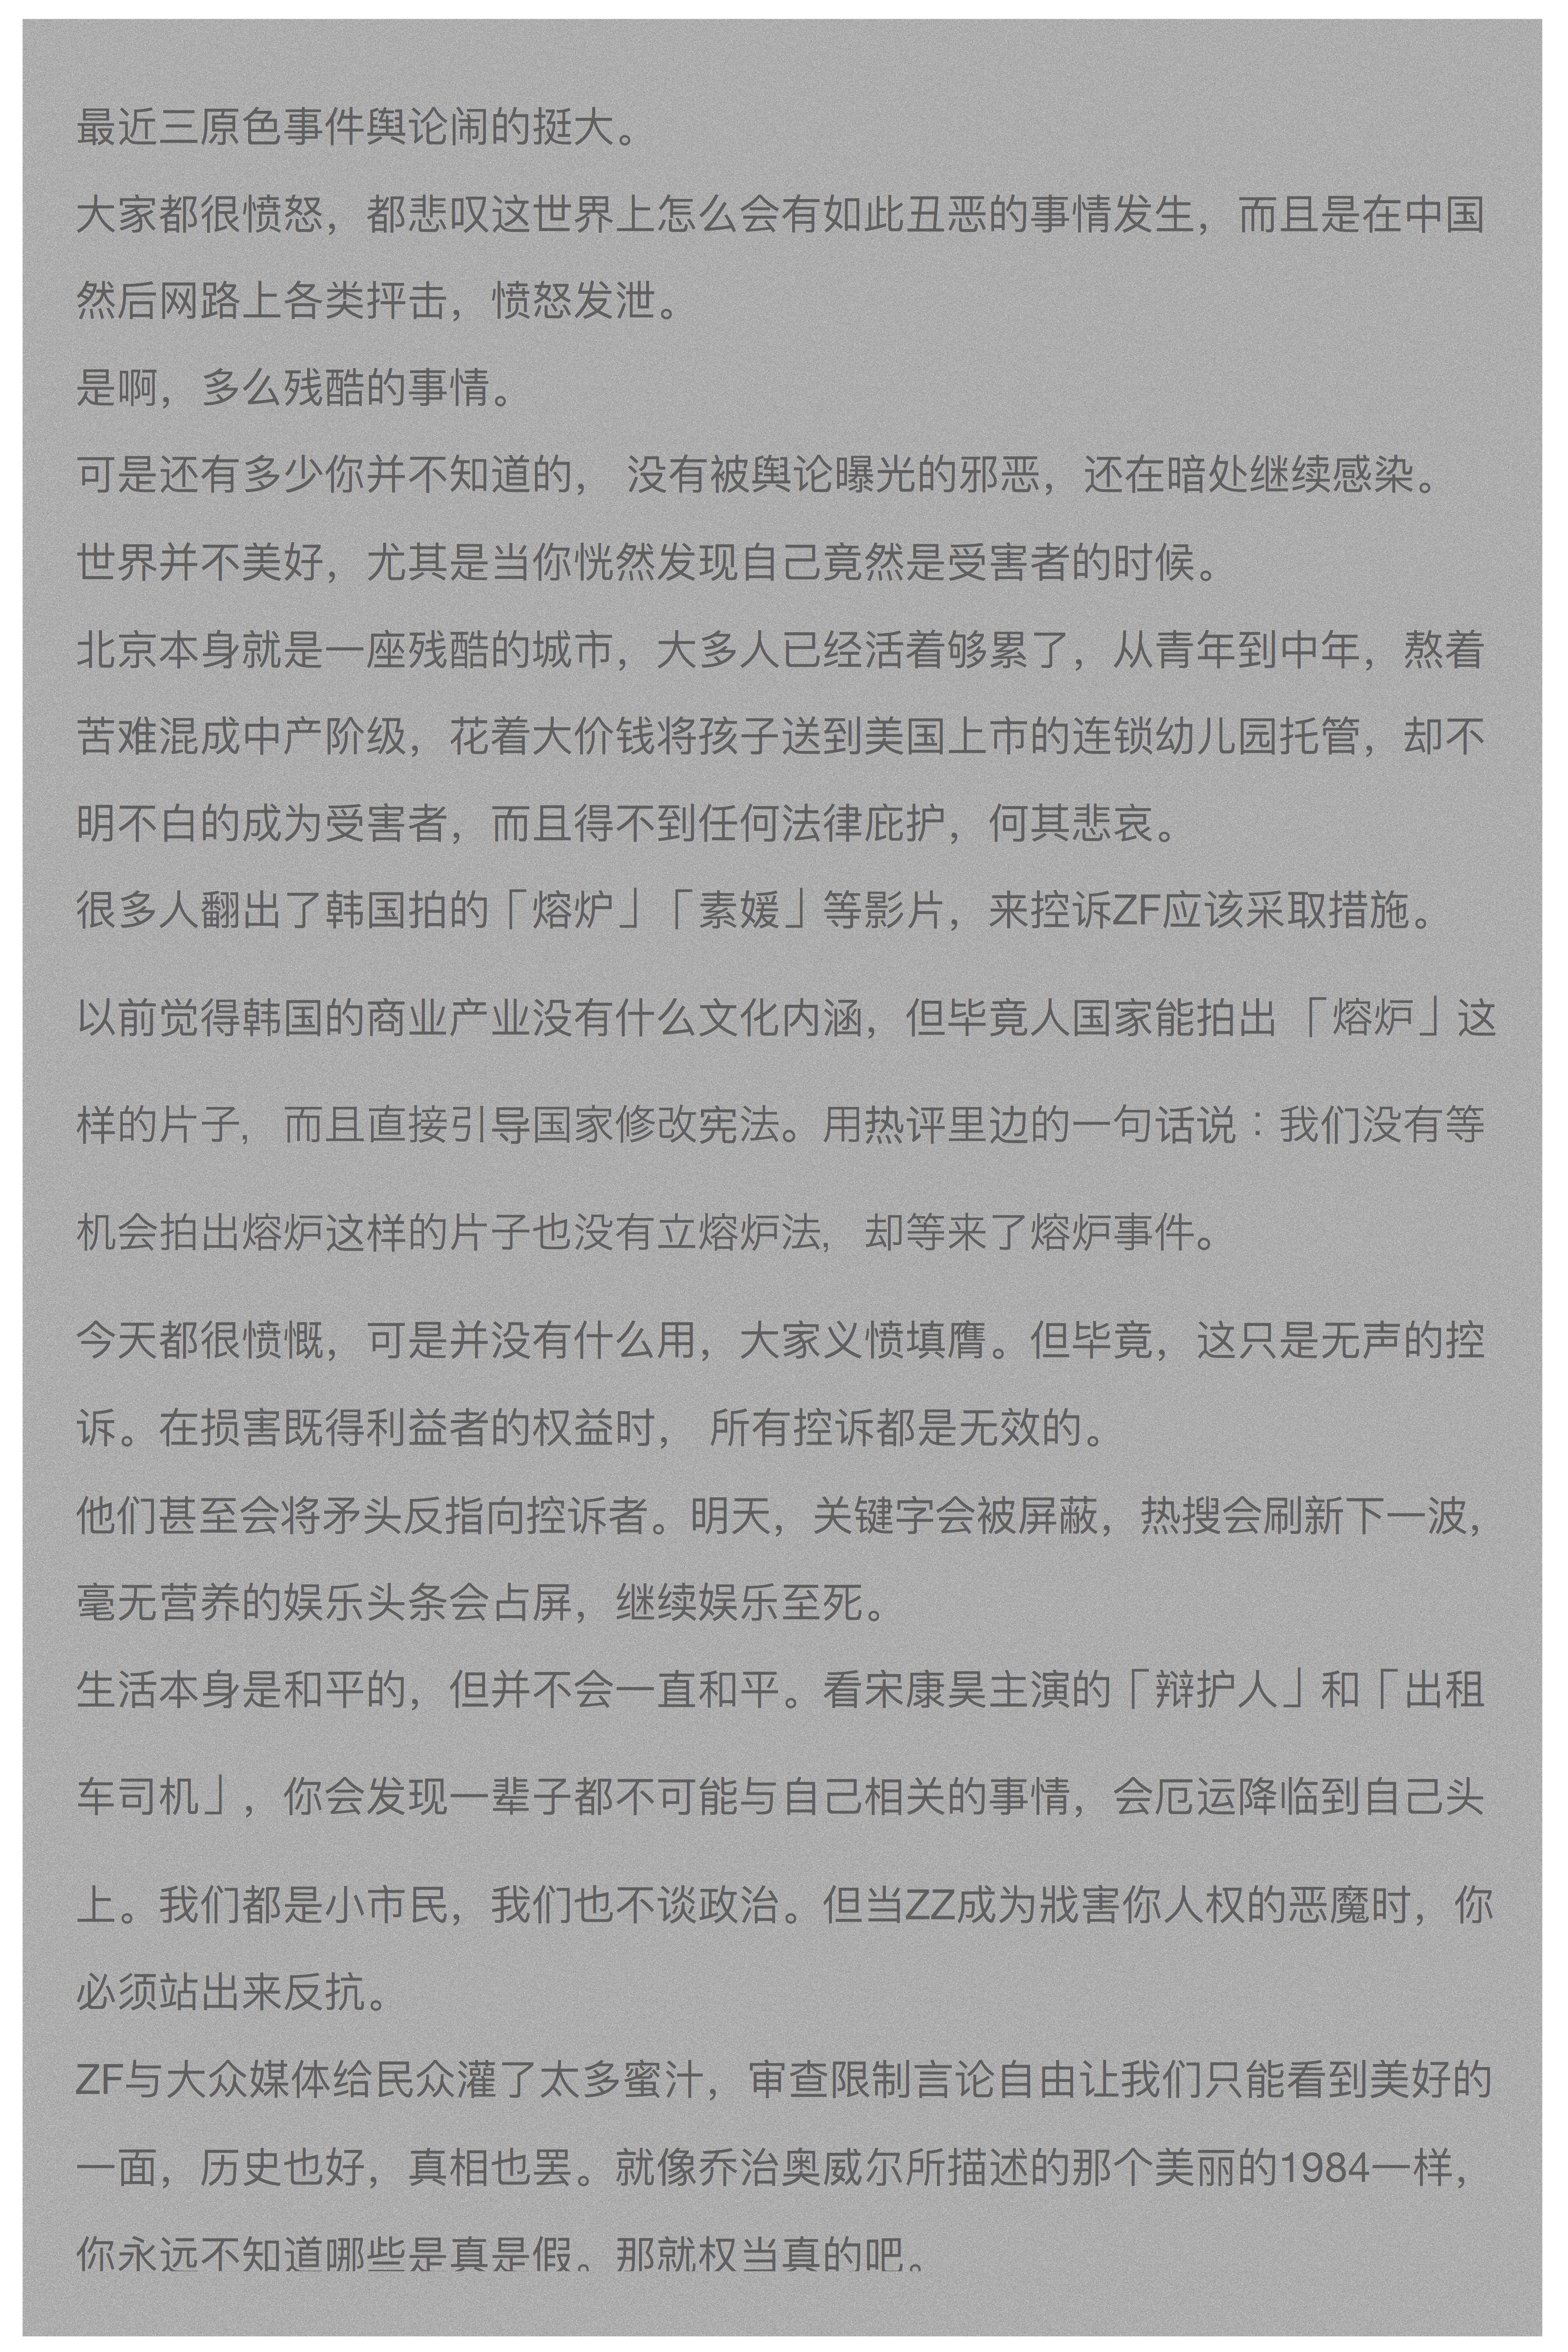 最近三原色事件舆论闹的挺大。
大家都很愤怒，都悲叹这世界上怎么会有如此丑恶的事情发生，而且是在中国
然后网路上各类抨击，愤怒发泄。
是啊，多么残酷的事情。
可是还有多少你并不知道的， 没有被舆论曝光的邪恶，还在暗处继续感染。
世界并不美好，尤其是当你恍然发现自己竟然是受害者的时候。
北京本身就是一座残酷的城市，大多人已经活着够累了，从青年到中年，熬着
苦难混成中产阶级，花着大价钱将孩子送到美国上市的连锁幼儿园托管，却不
明不白的成为受害者，而且得不到任何法律庇护，何其悲哀。
很多人翻出了韩国拍的「熔炉」「素媛」等影片，来控诉ZF应该采取措施。
以前觉得韩国的商业产业没有什么文化内涵，但毕竟人国家能拍出「熔炉」这
样的片子， 而且直接引导国家修改宪法。用热评里边的一句话说：我们没有等
机会拍出熔炉这样的片子也没有立熔炉法， 却等来了熔炉事件。
今天都很愤慨，可是并没有什么用，大家义愤填膺。但毕竟，这只是无声的控
诉。在损害既得利益者的权益时， 所有控诉都是无效的。
他们甚至会将矛头反指向控诉者。明天，关键字会被屏蔽，热搜会刷新下一波，
毫无营养的娱乐头条会占屏，继续娱乐至死。
生活本身是和平的，但并不会一直和平。看宋康昊主演的「辩护人」和「出租
车司机」，你会发现一辈子都不可能与自己相关的事情，会厄运降临到自己头
上。我们都是小市民，我们也不谈政治。但当ZZ成为戕害你人权的恶魔时，你
必须站出来反抗。
ZF与大众媒体给民众灌了太多蜜汁，审查限制言论自由让我们只能看到美好的
一面，历史也好，真相也罢。就像乔治奥威尔所描述的那个美丽的1984一样，
你永远不知道哪些是真是假。那就权当真的吧。